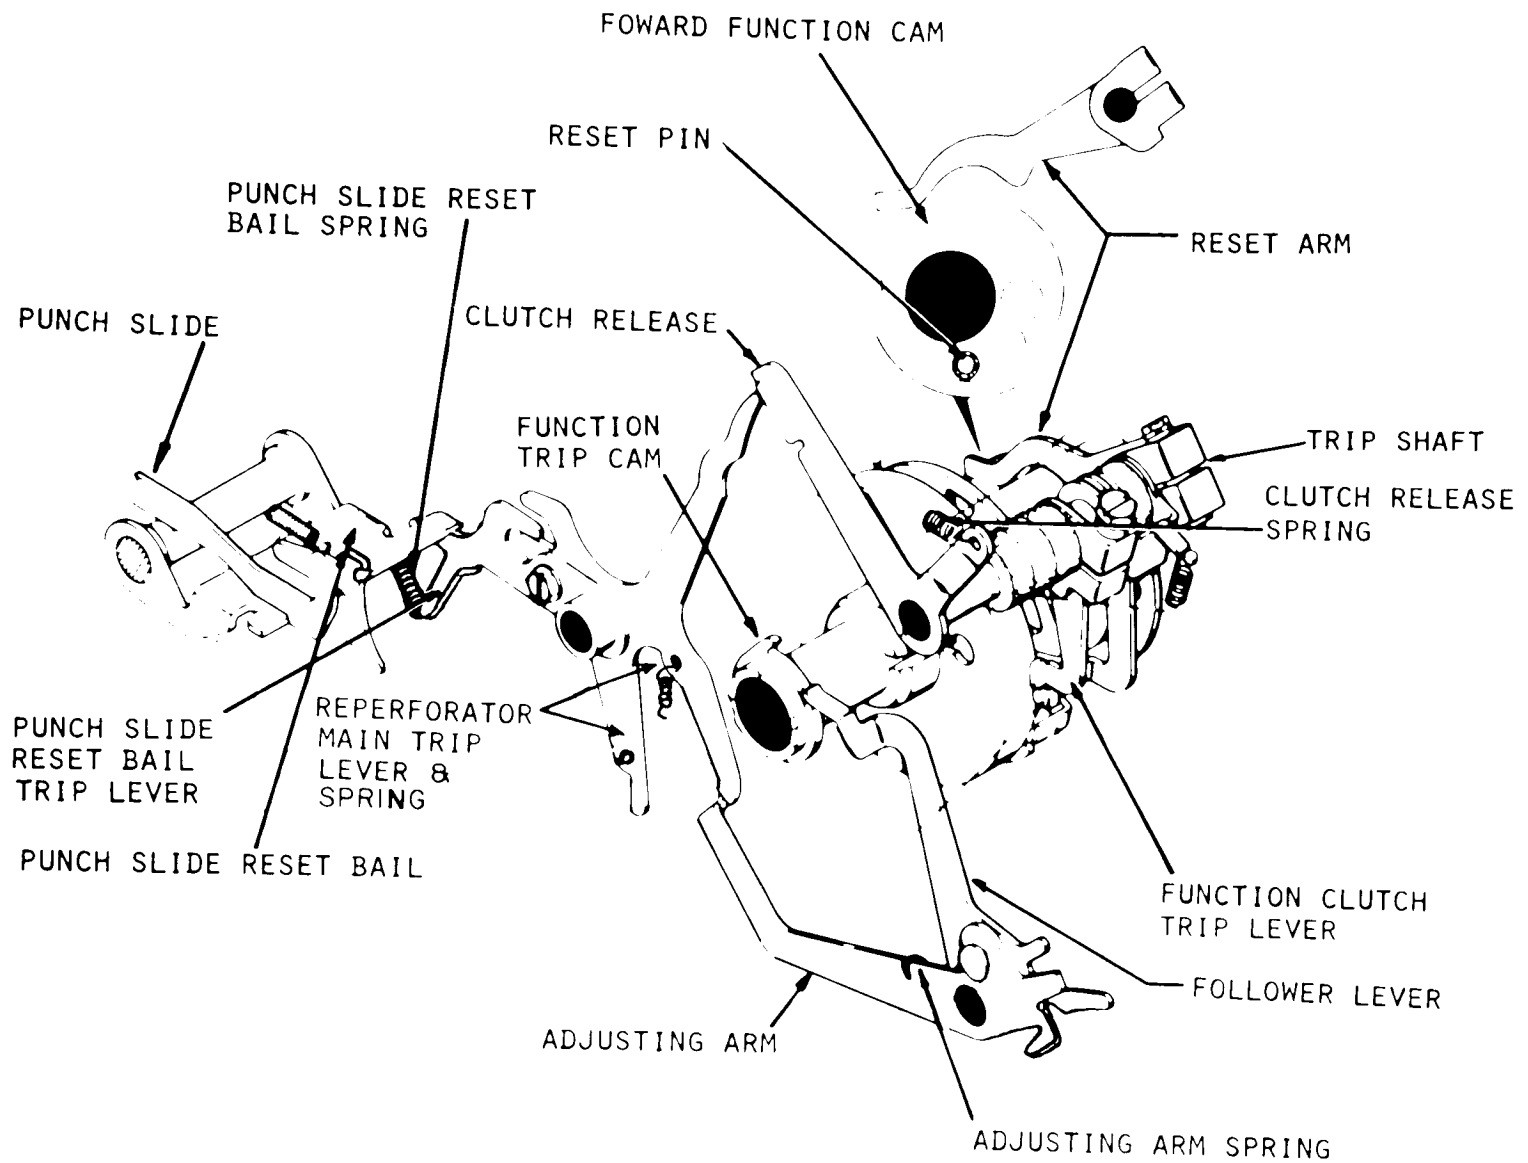 FOWARD FUNCTION CAM
RESET PIN
PUNCH SLIDE RESET
BAIL SPRING
RESET ARM
PUNCH SLIDE
CLUTCH RELEASE
FUNCTION
TRIP CAM
TRIP SHAFT
CLUTCH RELEASE
SPRING
PUNCH SLIDE
RESET BAIL
TRIP LEVER
REPERFORATOR
MAIN TRIP
LEVER &
SPRING
PUNCH SLIDE RESET BAIL
FUNCTION CLUTCH
TRIP LEVER
FOLLOWER LEVER
ADJUSTING ARM
ADJUSTING ARM SPRING